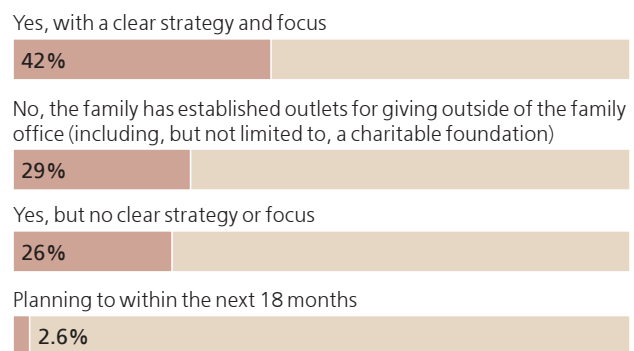 Yes, with a clear strategy and focus
42%
No, the family has established outlets for giving outside of the family
office (including, but not limited to, a charitable foundation)
29%
Yes, but no clear strategy or focus
26%
Planning to within the next 18 months
2.6%